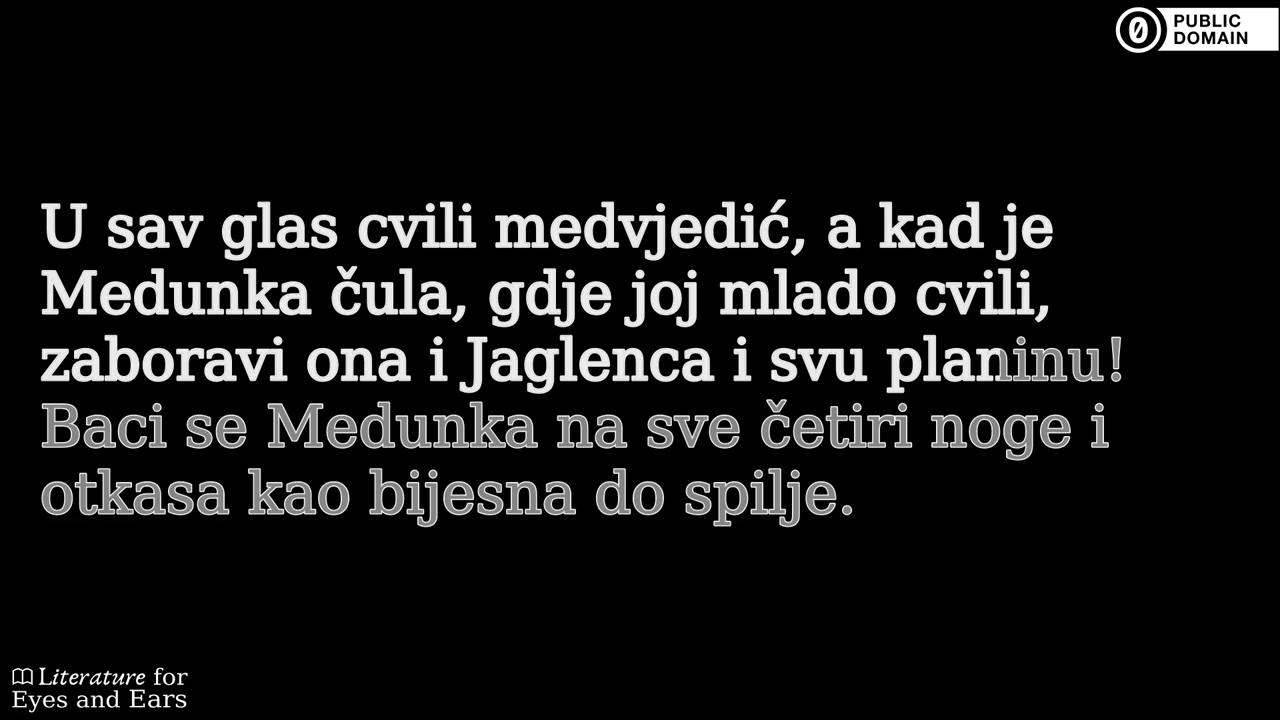 PUBLIC
DOMAIN
U sav glas cvili medvjedić, a kad je
Medunka čula, gdje joj mlado cvili,
zaboravi ona i Jaglenca i svu planinu!
Baci se Medunka na sve četiri noge i
otkasa kao bijesna do spilje.
Literature for
Eyes and Ears